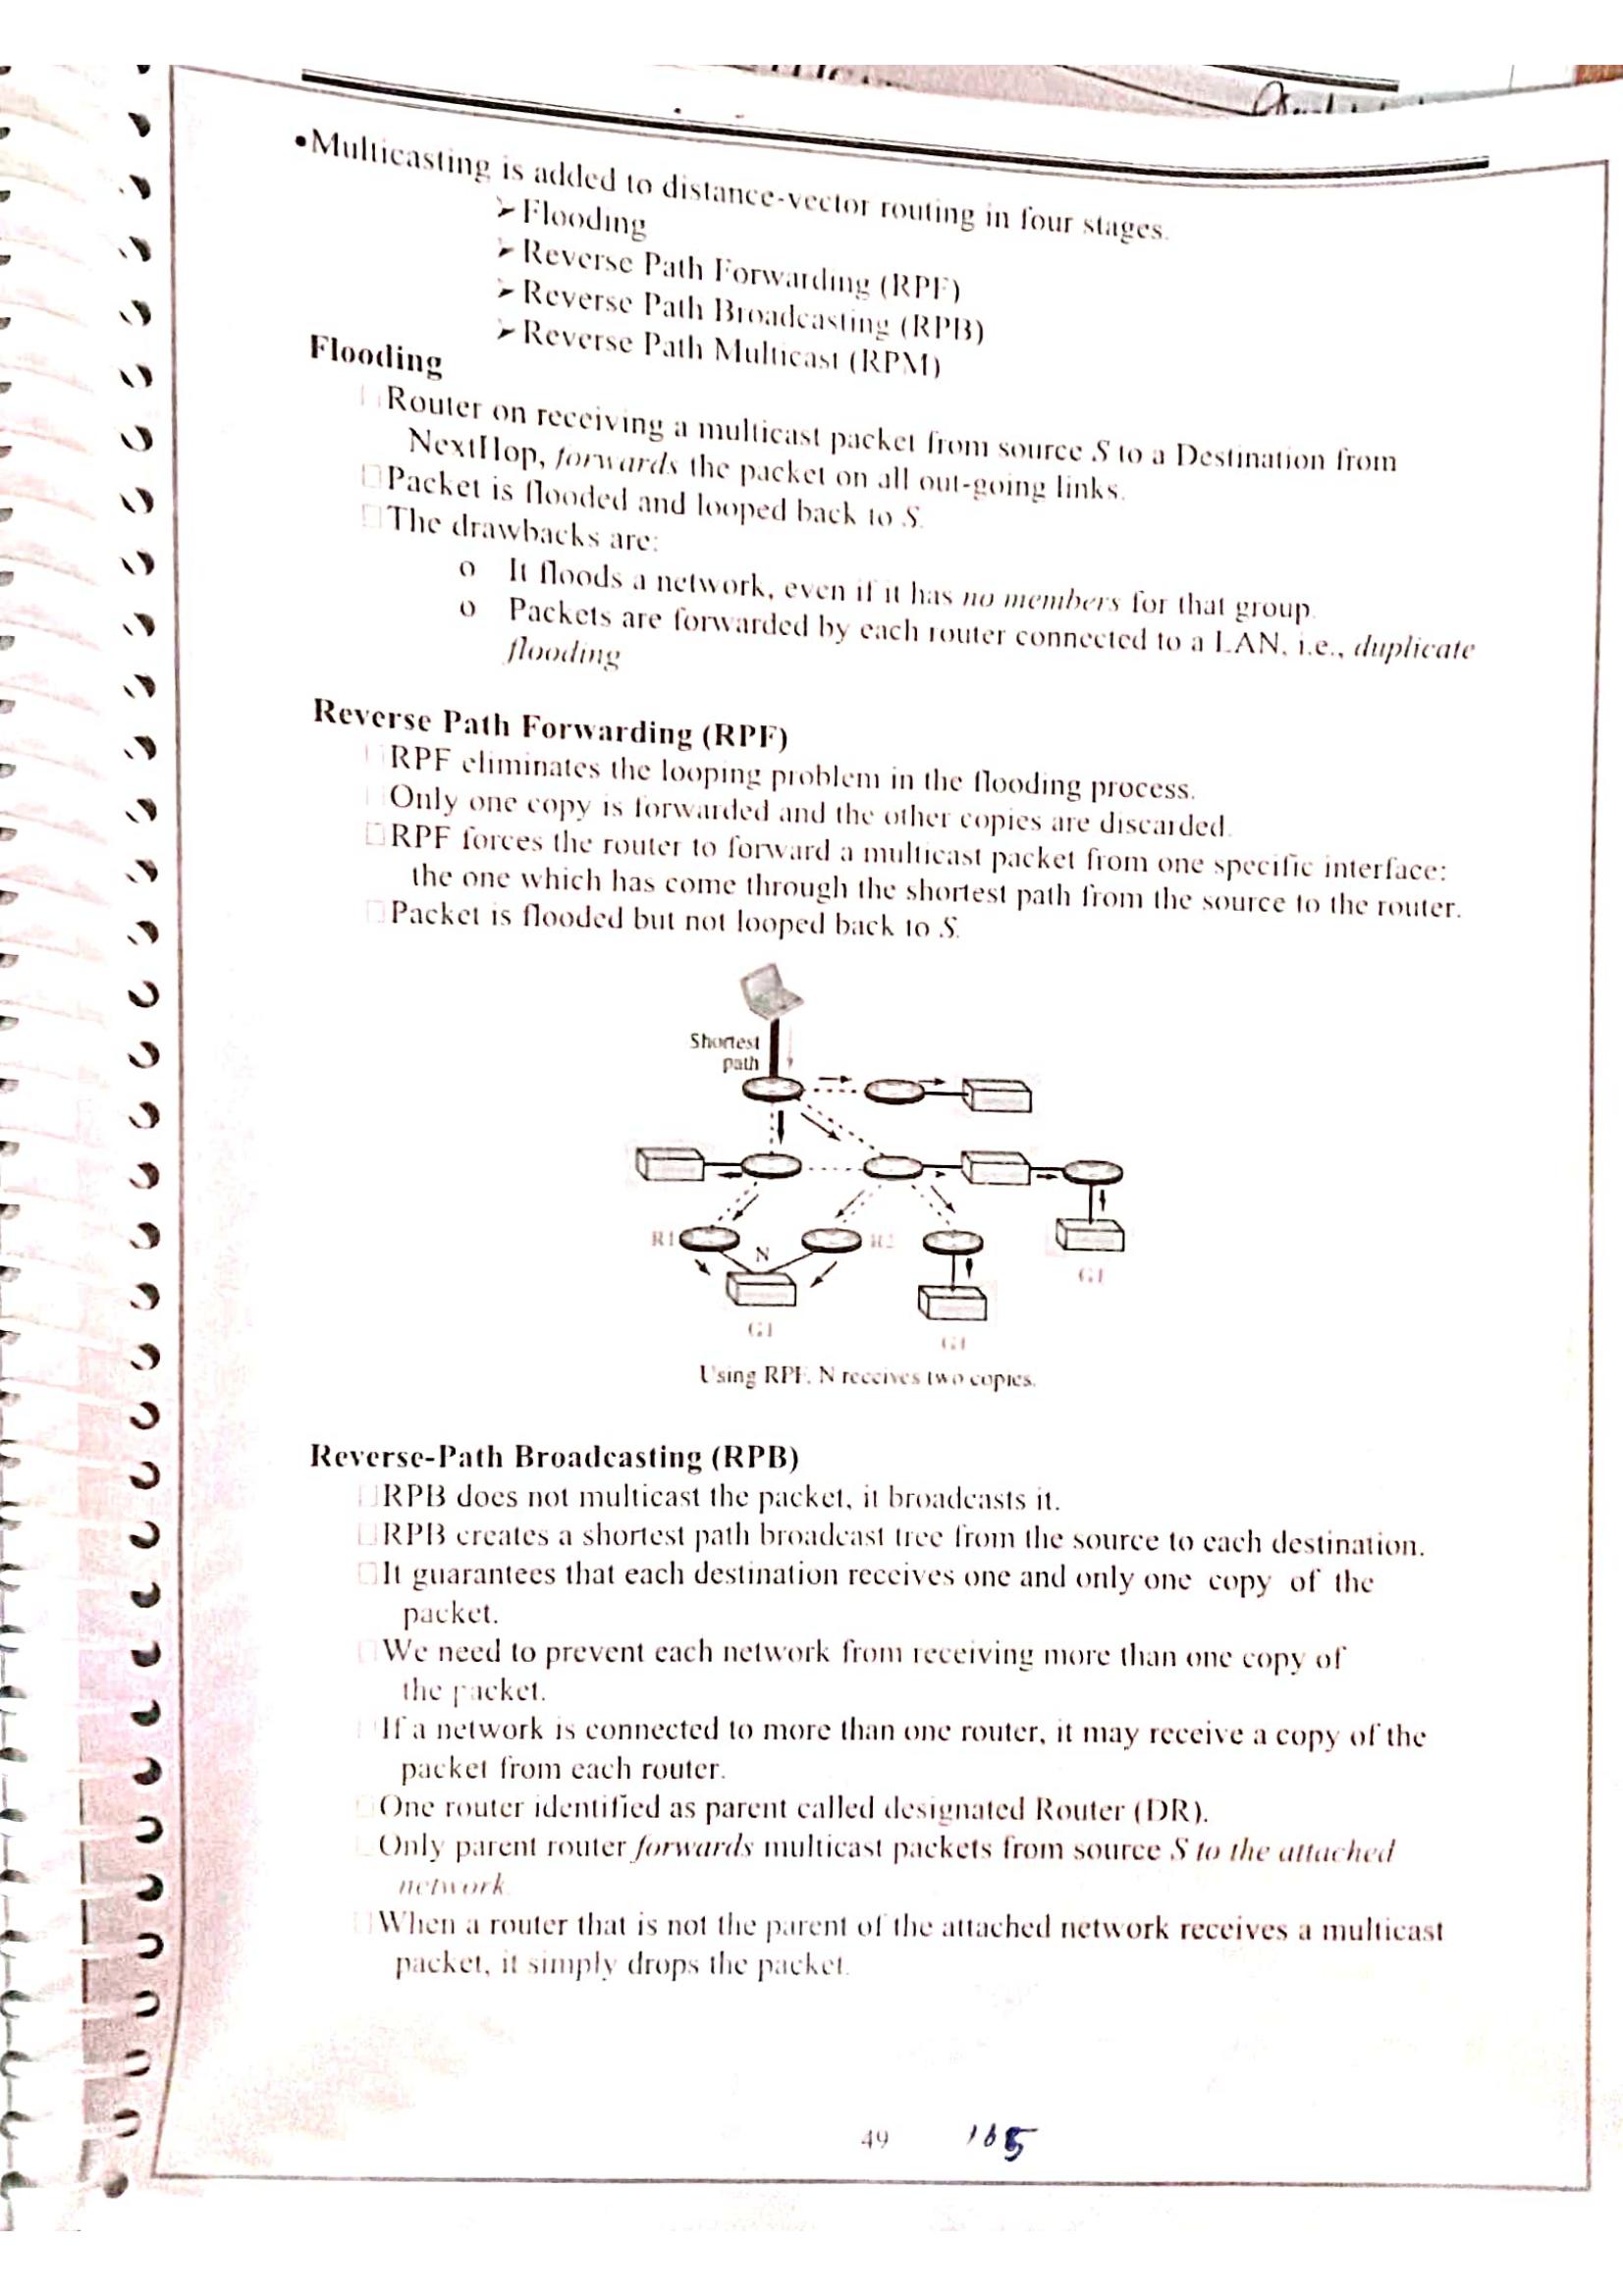 •Multicasting is added to distance-vector routing in four stages.
➢Flooding
➢Reverse Path Forwarding (RPF)
➢Reverse Path Broadcasting (RPB)
➢Reverse Path Multicast (RPM)
Flooding
Router on receiving a multicast packet from source S to a Destination from
NextHop, forwards the packet on all out-going links.
Packet is flooded and looped back to S.
The drawbacks are:
o It floods a network, even if it has no members for that group.
o Packets are forwarded by each router connected to a LAN, i.e., duplicate
flooding
Reverse Path Forwarding (RPF)
RPF eliminates the looping problem in the flooding process.
Only one copy is forwarded and the other copies are discarded.
RPF forces the router to forward a multicast packet from one specific interface:
the one which has come through the shortest path from the source to the router.
Packet is flooded but not looped back to S.
Shortest
path
R1 N R2
G1
G1
G1
Using RPF, N receives two copies.
Reverse-Path Broadcasting (RPB)
RPB does not multicast the packet, it broadcasts it.
RPB creates a shortest path broadcast tree from the source to each destination.
It guarantees that each destination receives one and only one copy of the
packet.
We need to prevent each network from receiving more than one copy of
the packet.
If a network is connected to more than one router, it may receive a copy of the
packet from each router.
One router identified as parent called designated Router (DR).
Only parent router forwards multicast packets from source S to the attached
network.
When a router that is not the parent of the attached network receives a multicast
packet, it simply drops the packet.
49 165